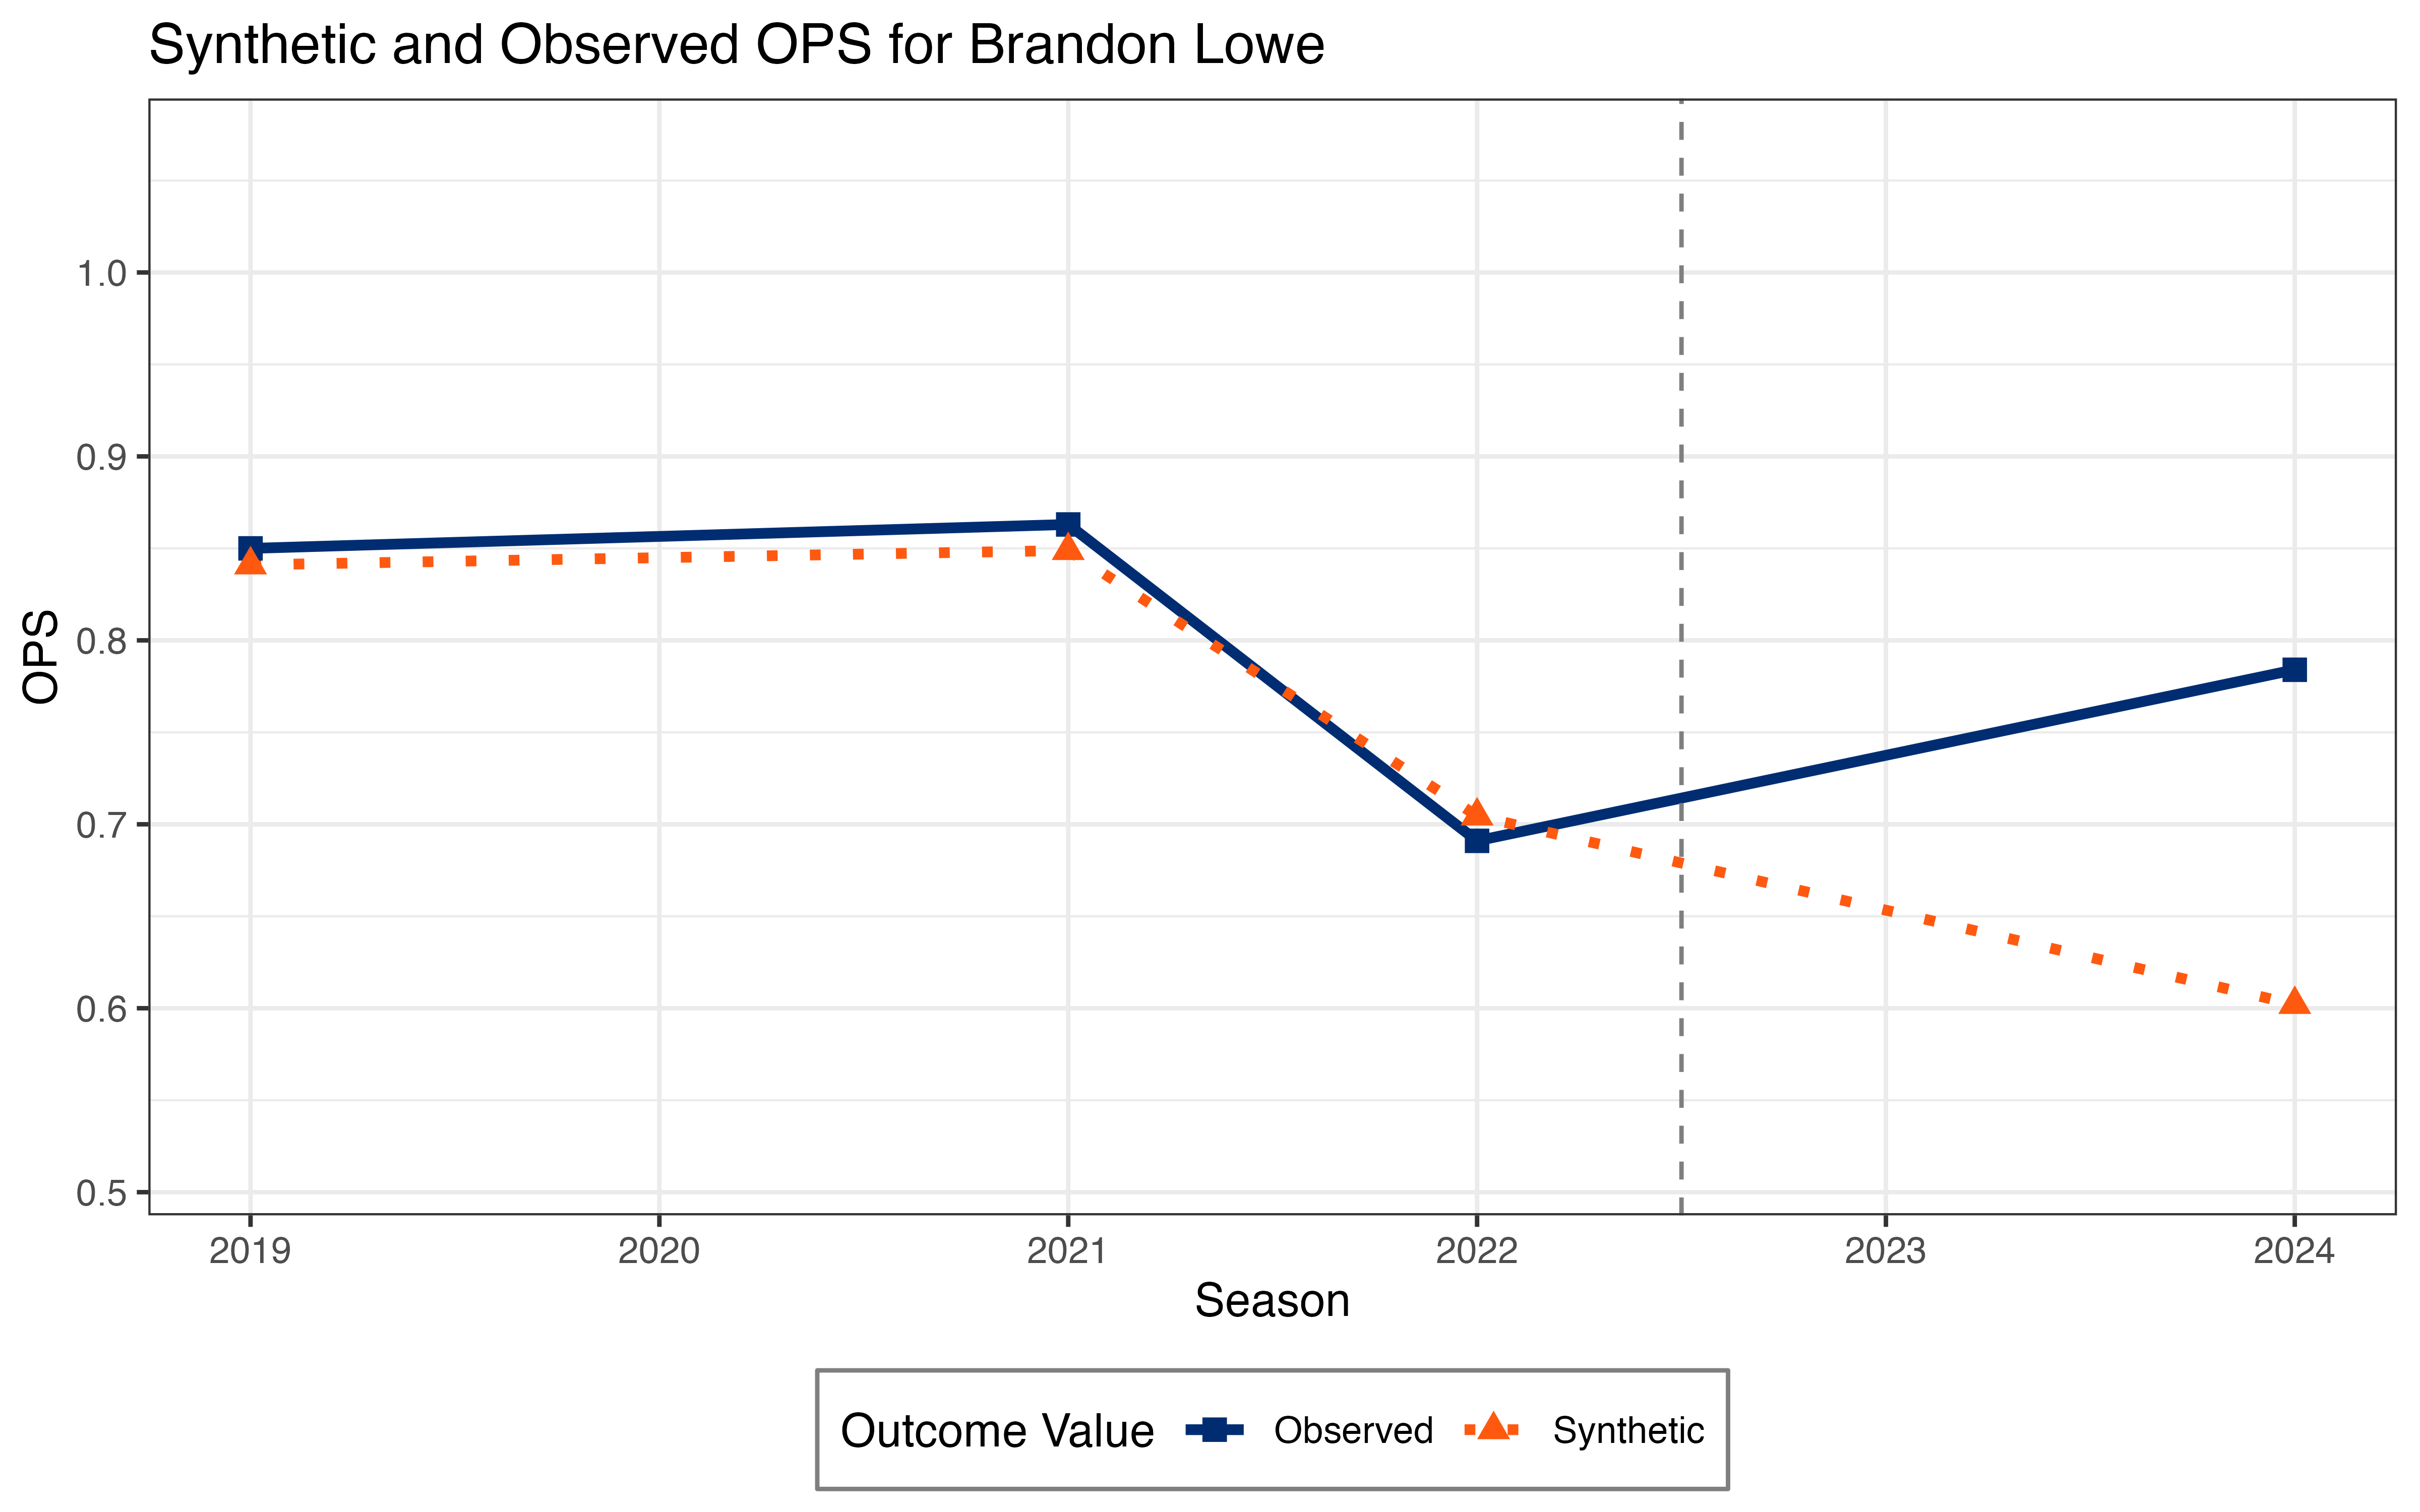 Synthetic and Observed OPS for Brandon Lowe
OPS
1.0
0.9
0.8
0.7
0.6
0.5
2019 2020 2021 2022 2023 2024
Season
Outcome Value Observed Synthetic